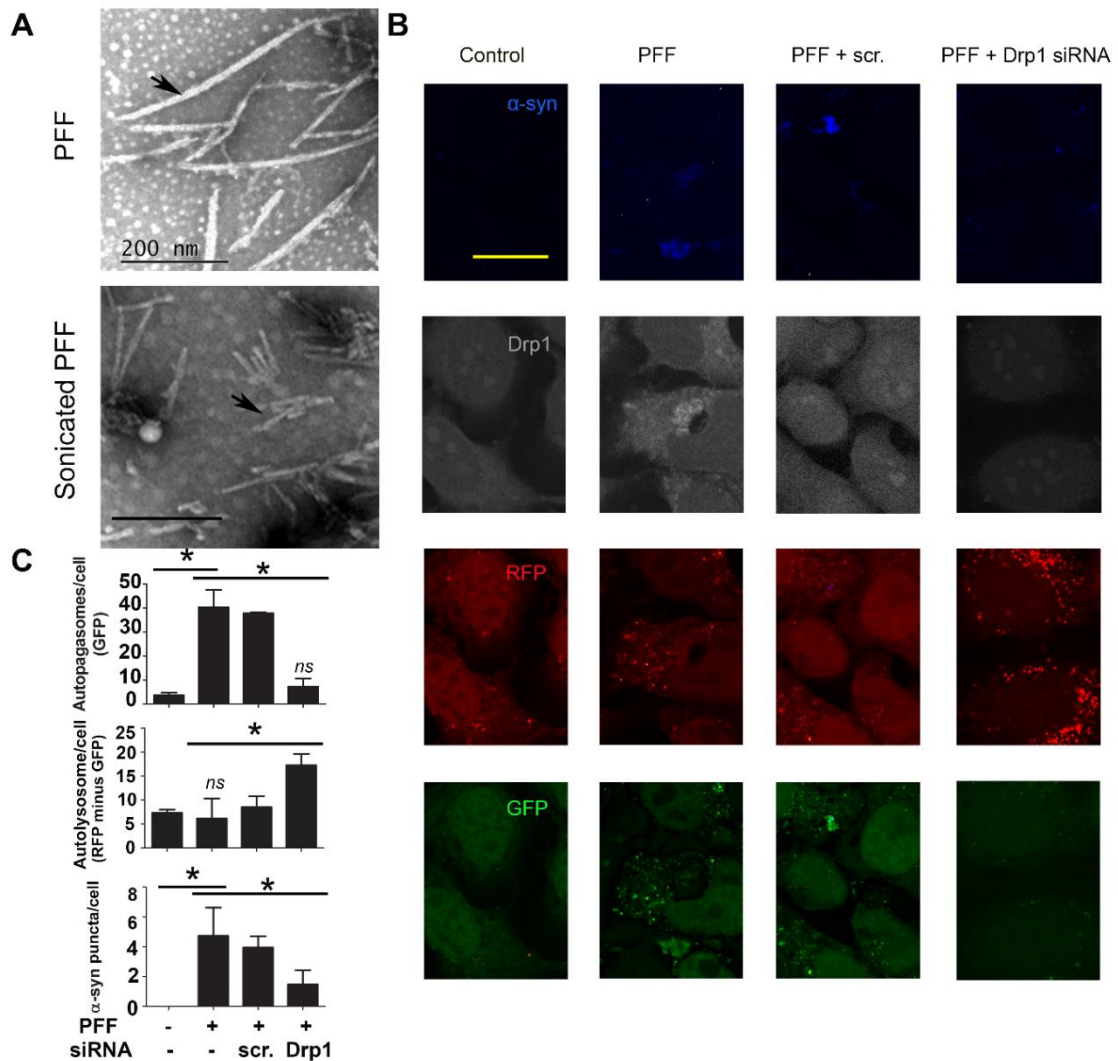 A
PFF
200 nm
Sonicated PFF
B
Control
PFF
PFF + scr.
PFF + Drp1 siRNA
α-syn
Drp1
RFP
GFP
C
Autopagasomes/cell
(GFP)
50
40
30
20
10
0
*
*
ns
Autolysosome/cell
(RFP minus GFP)
25
20
15
10
5
0
ns
*
α-syn puncta/cell
8
6
4
2
0
*
*
PFF - + + +
siRNA - - scr. Drp1